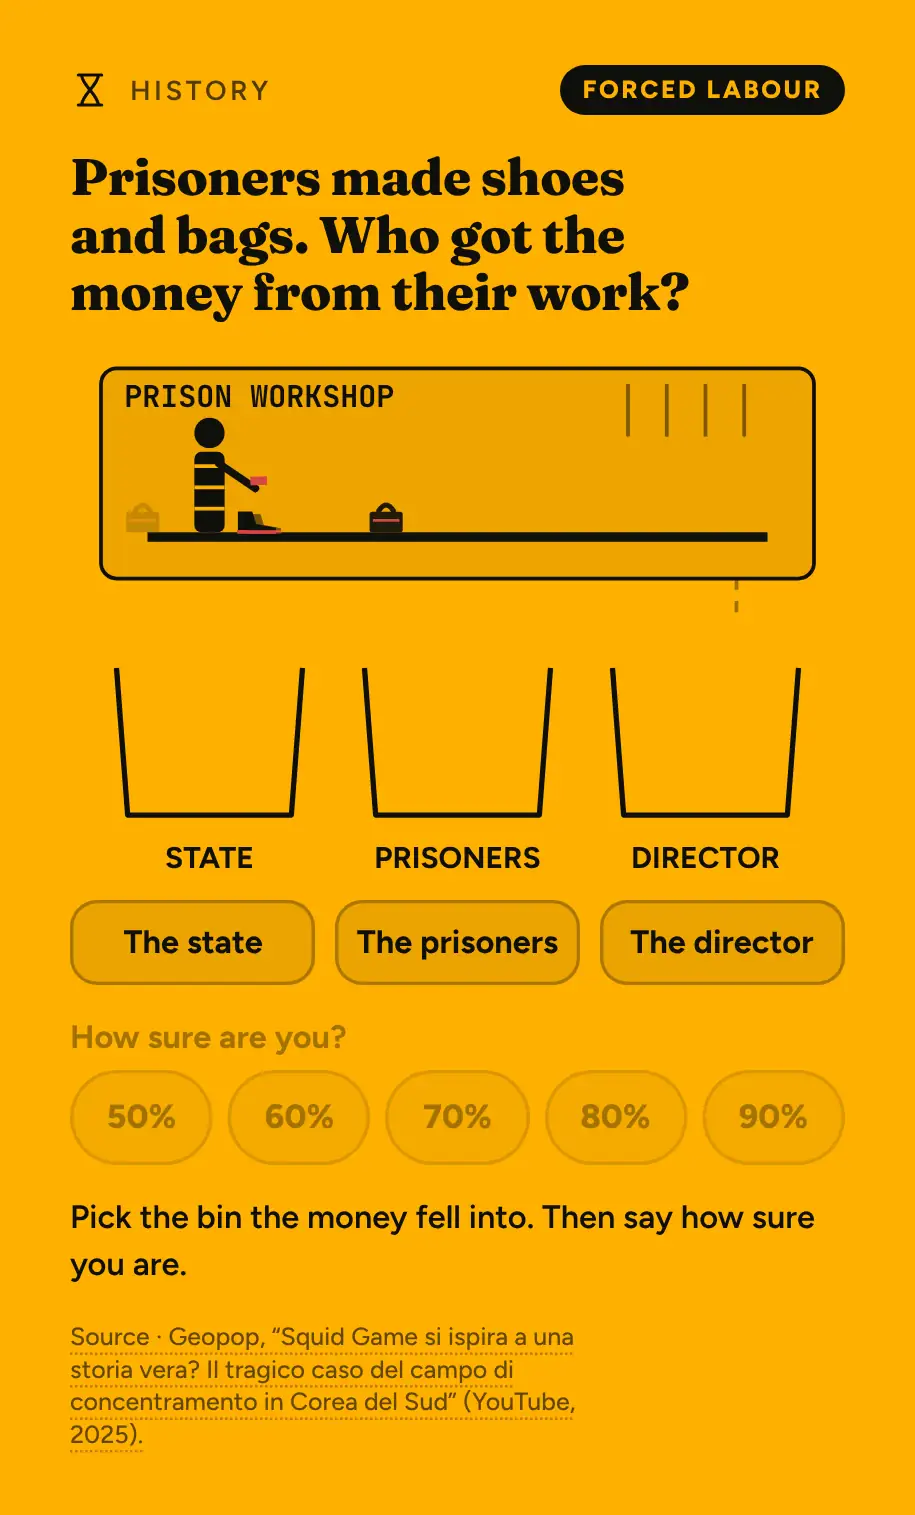 HISTORY
FORCED LABOUR
Prisoners made shoes
and bags. Who got the
money from their work?
PRISON WORKSHOP
STATE
PRISONERS
DIRECTOR
The state
The prisoners
The director
How sure are you?
50%
60%
70%
80%
90%
Pick the bin the money fell into. Then say how sure
you are.
Source · Geopop, “Squid Game si ispira a una
storia vera? Il tragico caso del campo di
concentramento in Corea del Sud” (YouTube,
2025).